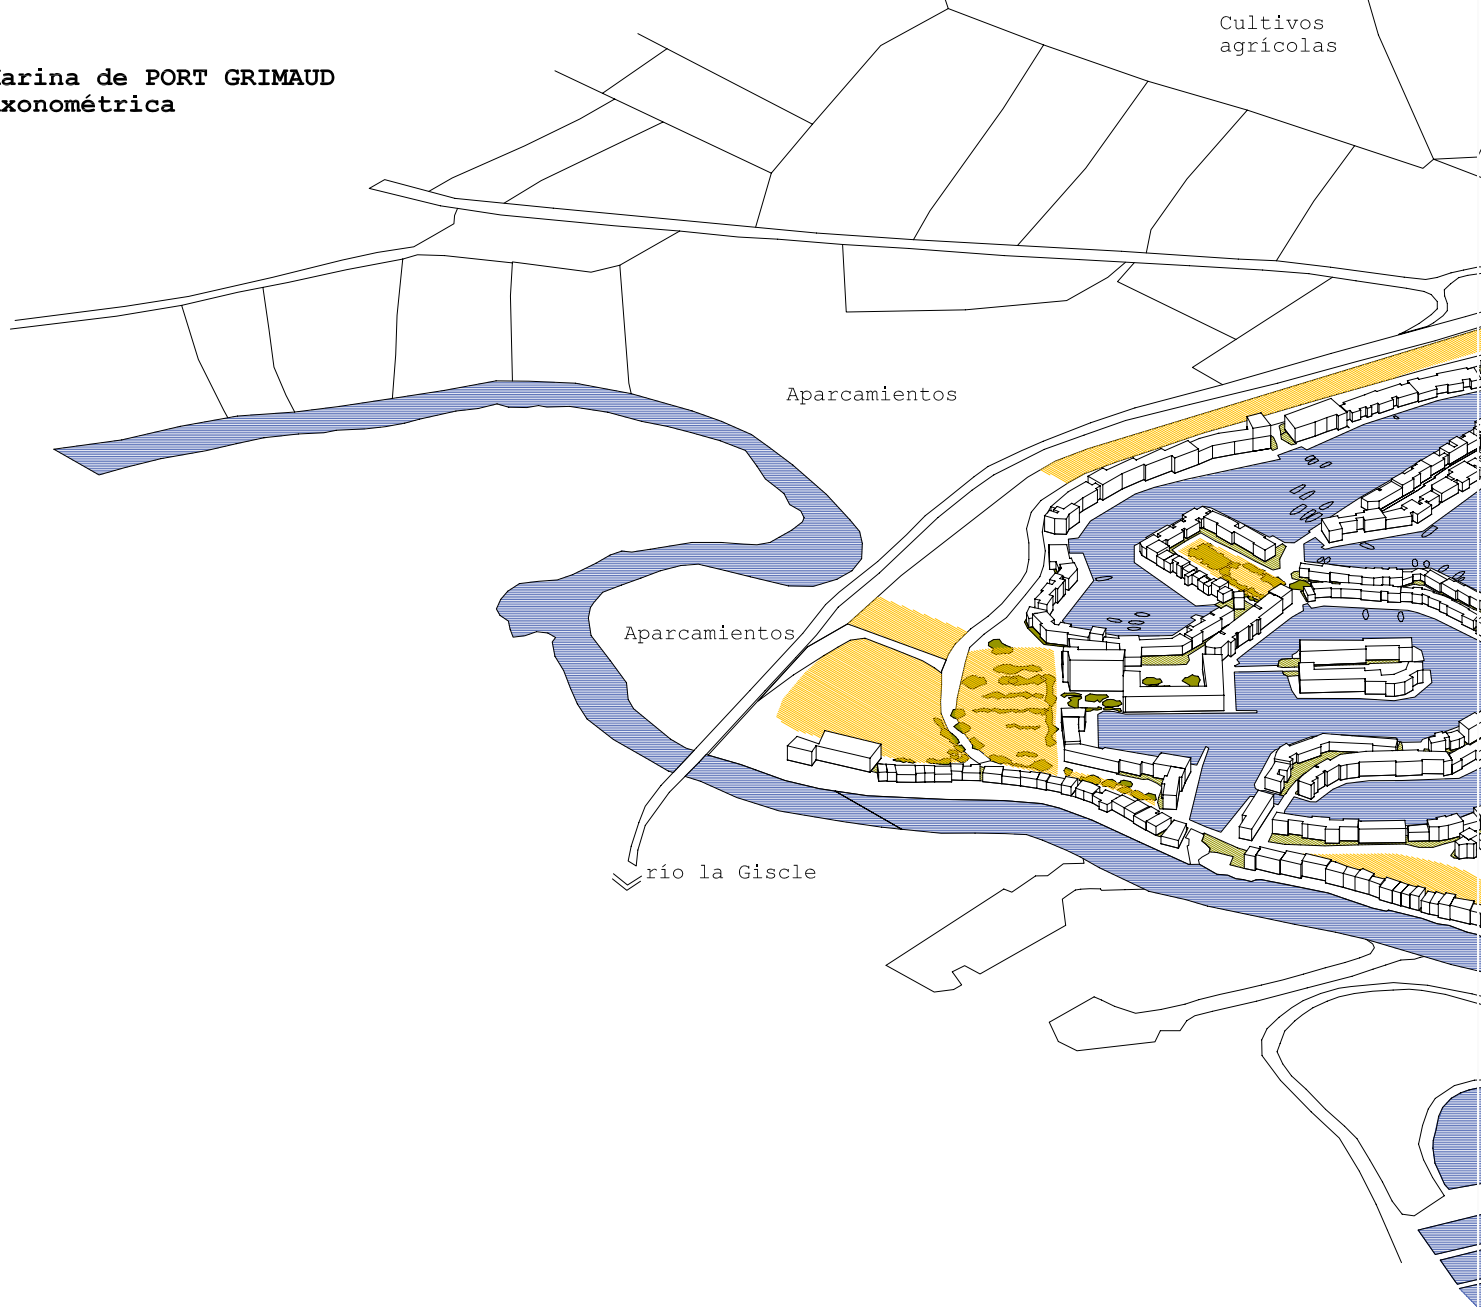 arina de PORT GRIMAUD
xonométrica
Cultivos
agrícolas
Aparcamientos
Aparcamientos
río la Giscle